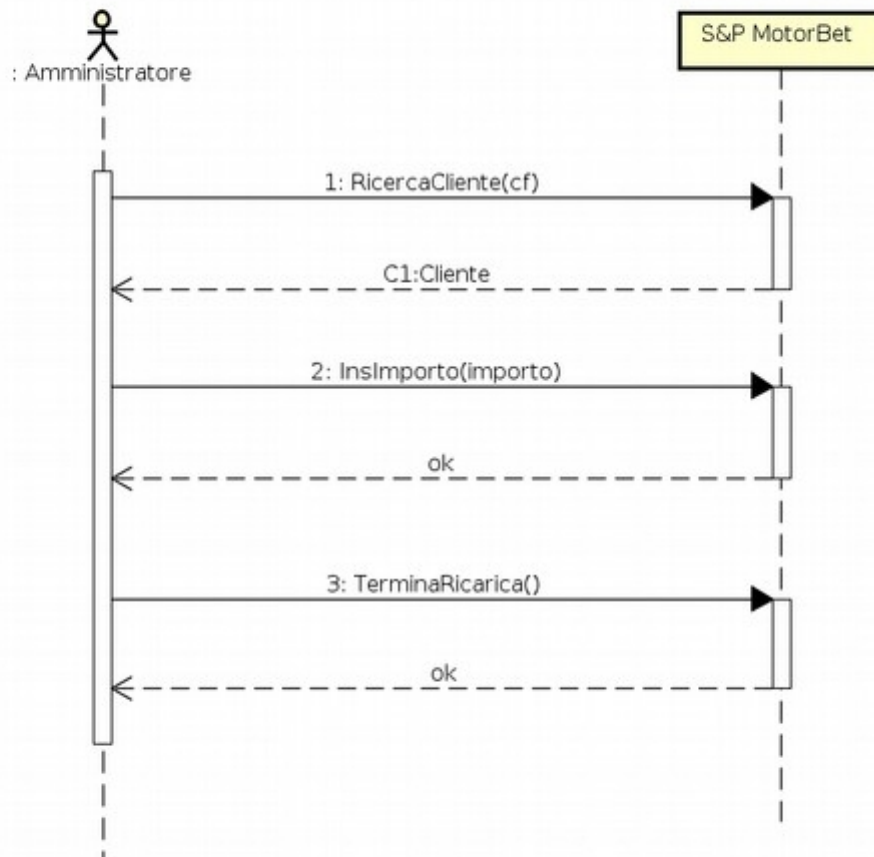 S&P MotorBet
: Amministratore
1: RicercaCliente(cf)
C1:Cliente
2: InsImporto(importo)
ok
3: TerminaRicarica()
ok